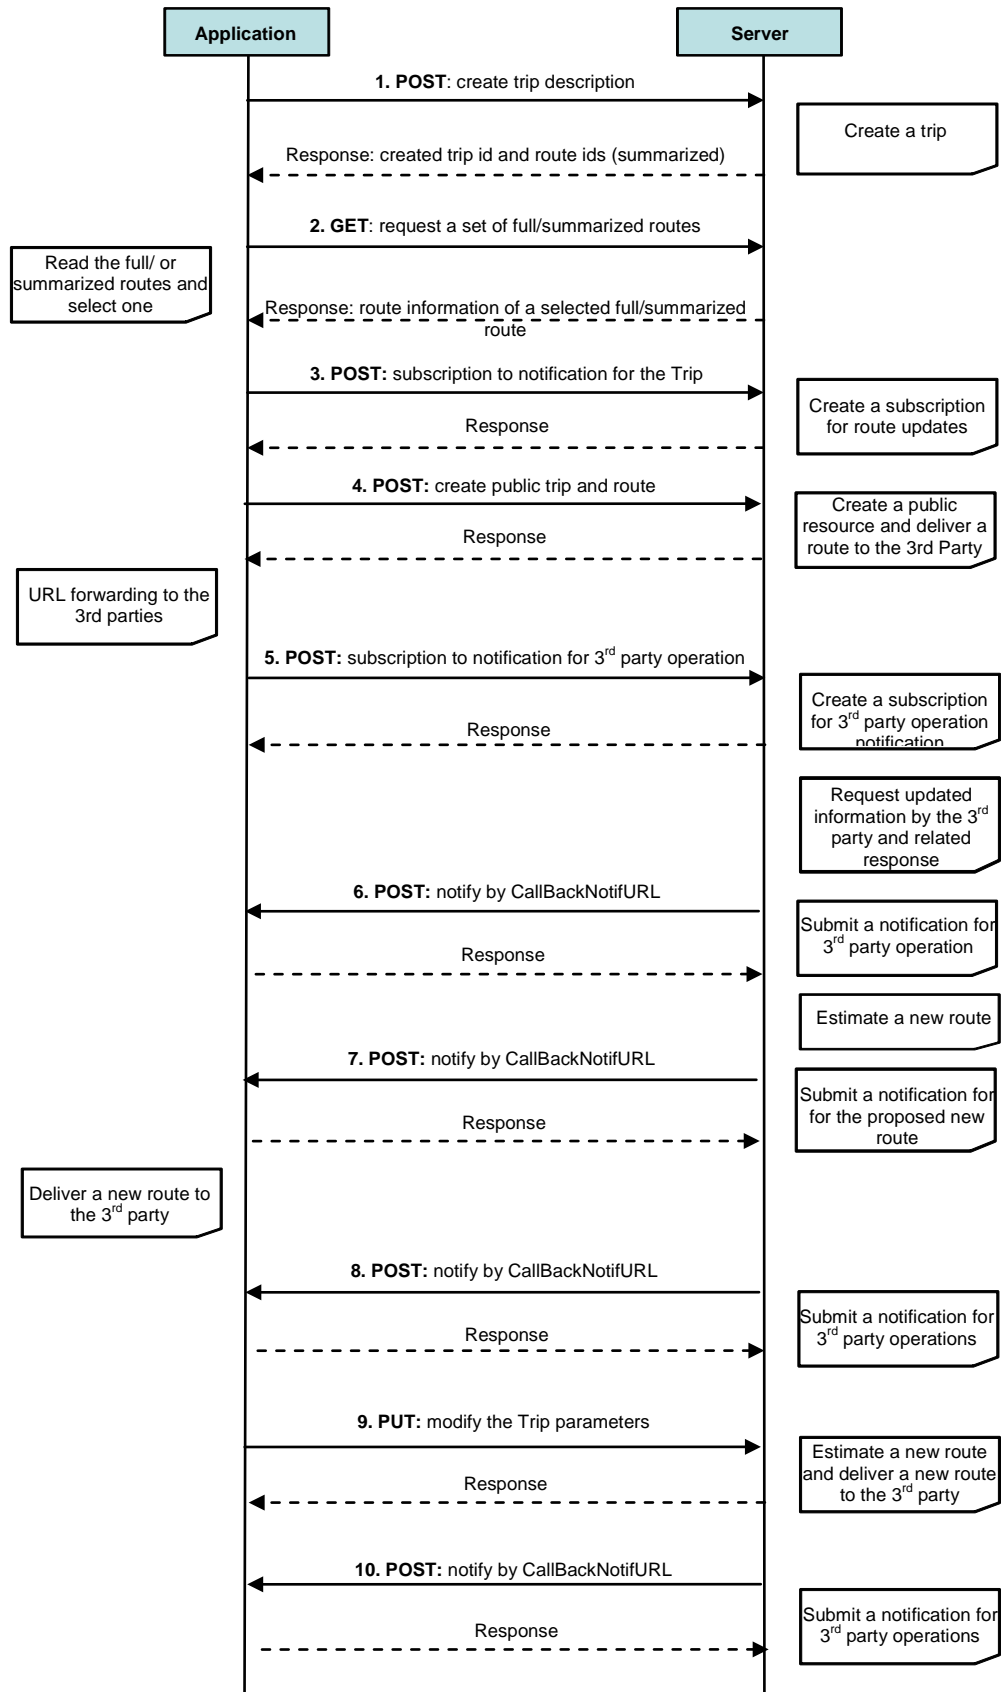 Application
Server
1. POST: create trip description
Create a trip
Response: created trip id and route ids (summarized)
2. GET: request a set of full/summarized routes
Read the full/ or
summarized routes and
select one
Response: route information of a selected full/summarized
route
3. POST: subscription to notification for the Trip
Create a subscription
for route updates
Response
4. POST: create public trip and route
Create a public
resource and deliver a
route to the 3rd Party
Response
URL forwarding to the
3rd parties
5. POST: subscription to notification for 3rd party operation
Create a subscription
for 3rd party operation
notification
Response
Request updated
information by the 3rd
party and related
response
6. POST: notify by CallBackNotifURL
Submit a notification for
3rd party operation
Response
Estimate a new route
7. POST: notify by CallBackNotifURL
Submit a notification for
for the proposed new
route
Response
Deliver a new route to
the 3rd party
8. POST: notify by CallBackNotifURL
Submit a notification for
3rd party operations
Response
9. PUT: modify the Trip parameters
Estimate a new route
and deliver a new route
to the 3rd party
Response
10. POST: notify by CallBackNotifURL
Submit a notification for
3rd party operations
Response